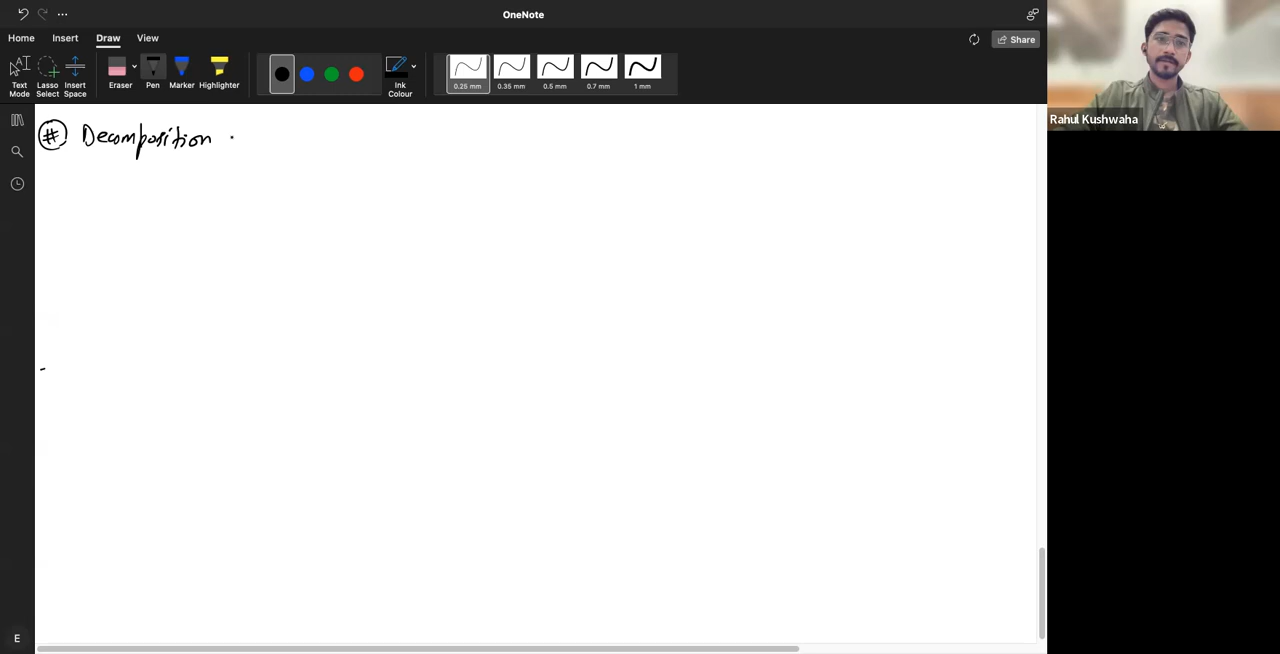 OneNote
Home Insert Draw View
Share
Text Mode
Lasso Select
Insert Space
Eraser
Pen
Marker
Highlighter
Ink Colour
0.25 mm
0.35 mm
0.5 mm
0.7 mm
1 mm
Rahul Kushwaha
# Decomposition
E